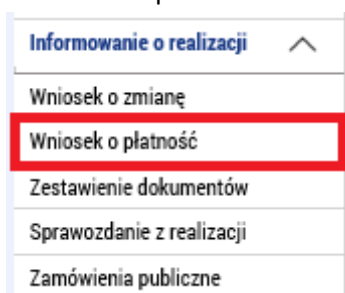 Informowanie o realizacji
Wniosek o zmianę
Wniosek o płatność
Zestawienie dokumentów
Sprawozdanie z realizacji
Zamówienia publiczne